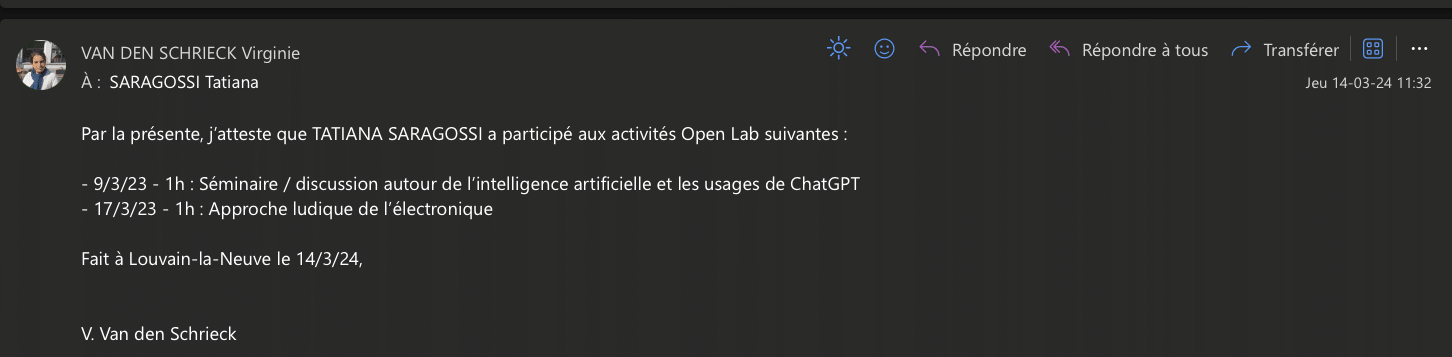 VAN DEN SCHRIECK Virginie
Répondre
Répondre à tous
Transférer
À : SARAGOSSI Tatiana
Jeu 14-03-24 11:32
Par la présente, j’atteste que TATIANA SARAGOSSI a participé aux activités Open Lab suivantes :
- 9/3/23 - 1h : Séminaire / discussion autour de l’intelligence artificielle et les usages de ChatGPT
- 17/3/23 - 1h : Approche ludique de l’électronique
Fait à Louvain-la-Neuve le 14/3/24,
V. Van den Schrieck